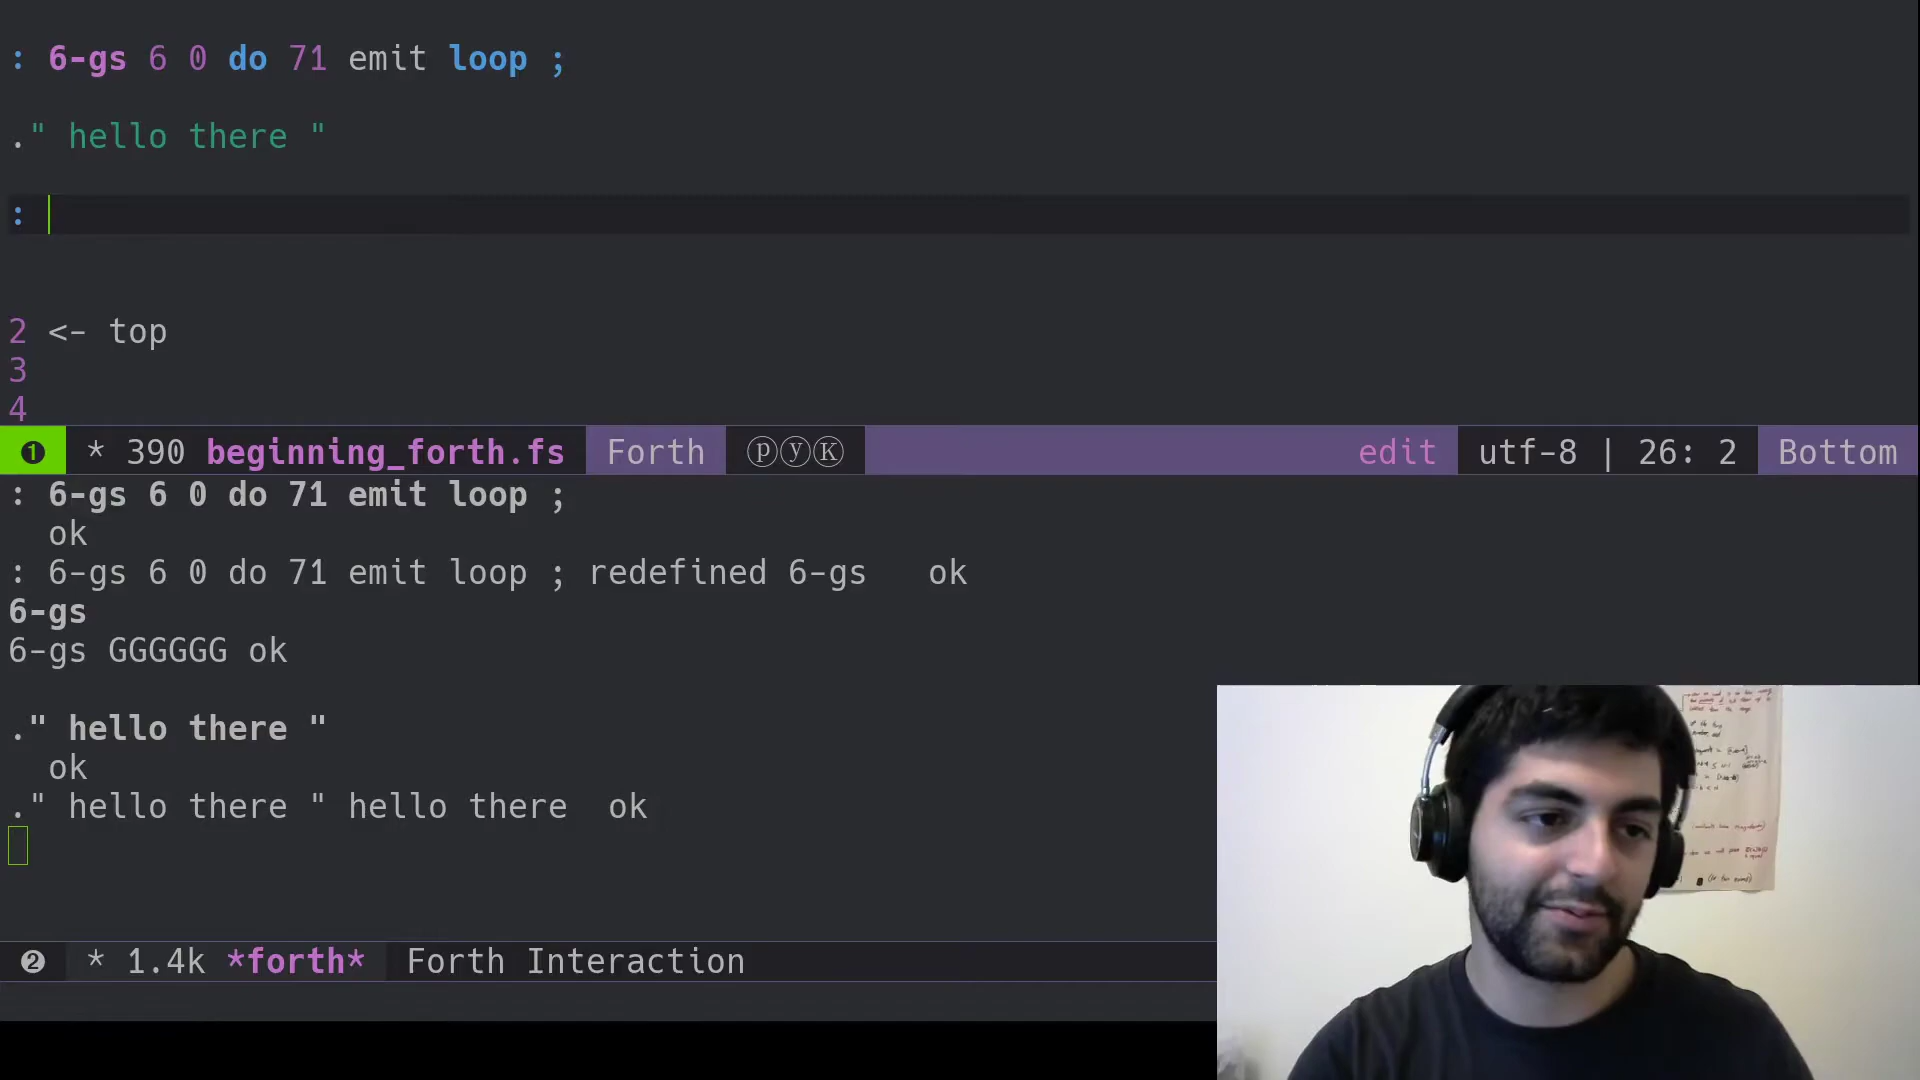 : 6-gs 6 0 do 71 emit loop ;
." hello there "
:
2 <- top
3
4
❶ * 390 beginning_forth.fs Forth ⓟⓨⓀ edit utf-8 | 26: 2 Bottom
: 6-gs 6 0 do 71 emit loop ;
ok
: 6-gs 6 0 do 71 emit loop ; redefined 6-gs ok
6-gs
6-gs GGGGGG ok
." hello there "
ok
." hello there " hello there ok
❷ * 1.4k *forth* Forth Interaction